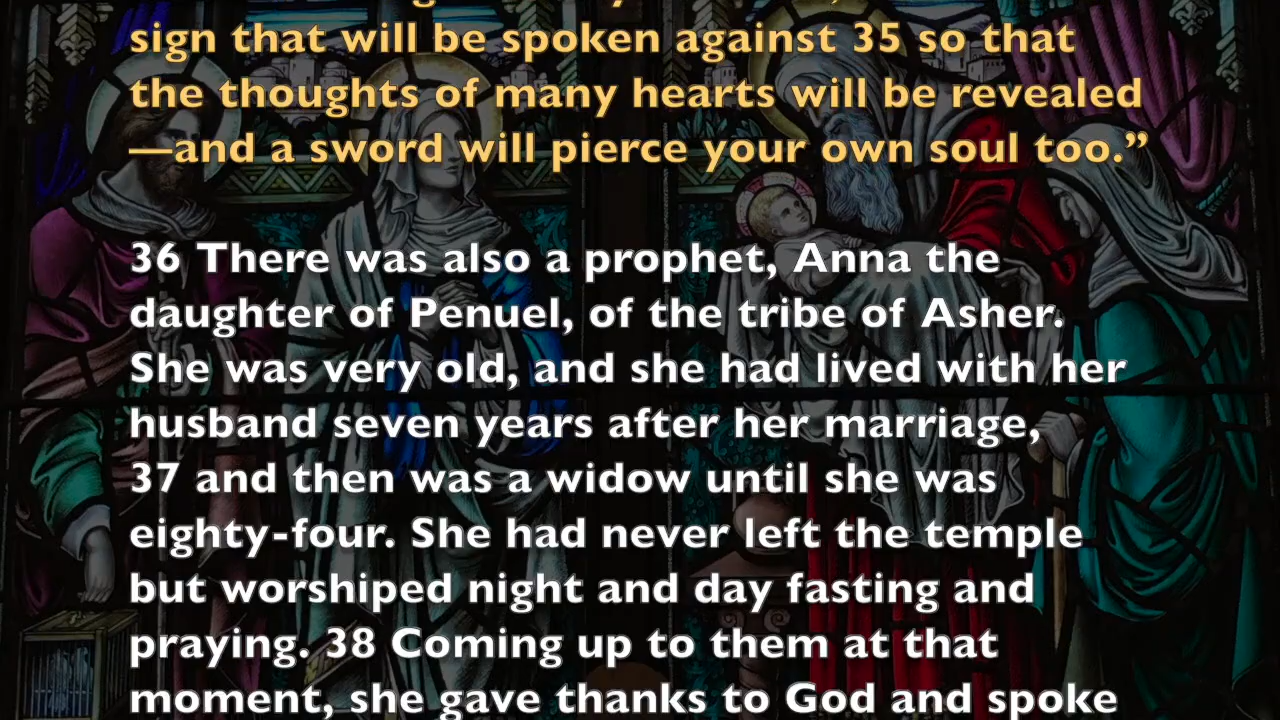 sign that will be spoken against 35 so that
the thoughts of many hearts will be revealed
—and a sword will pierce your own soul too.”
36 There was also a prophet, Anna the
daughter of Penuel, of the tribe of Asher.
She was very old, and she had lived with her
husband seven years after her marriage,
37 and then was a widow until she was
eighty-four. She had never left the temple
but worshiped night and day fasting and
praying. 38 Coming up to them at that
moment, she gave thanks to God and spoke